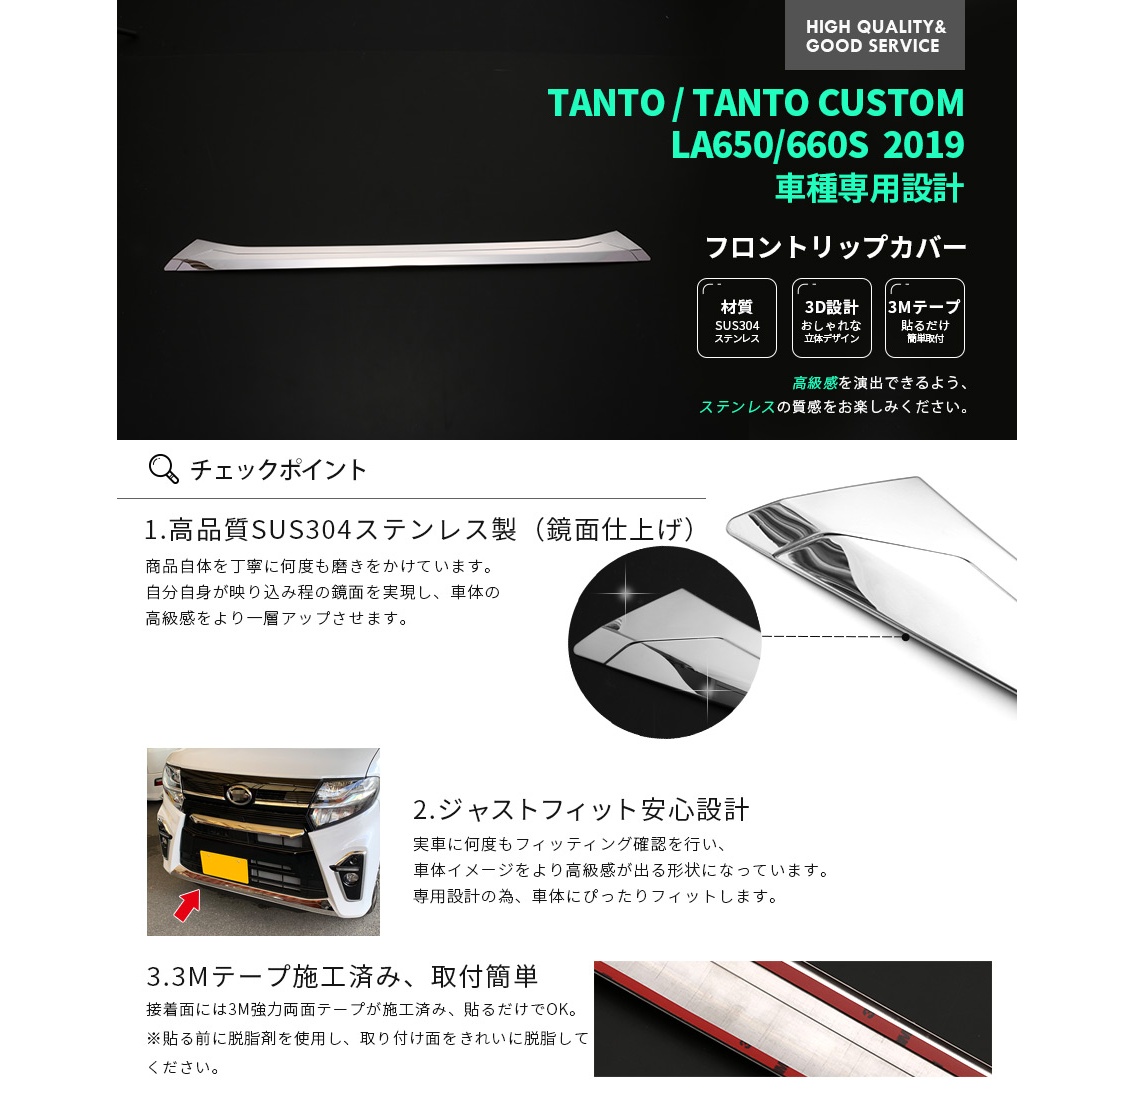 HIGH QUALITY&
GOOD SERVICE
TANTO / TANTO CUSTOM
LA650/660S 2019
車種専用設計
フロントリップカバー
材質
SUS304
ステンレス
3D設計
おしゃれな
立体デザイン
3Mテープ
貼るだけ
簡単取付
高級感を演出できるよう、
ステンレスの質感をお楽しみください。
チェックポイント
1.高品質SUS304ステンレス製（鏡面仕上げ）
商品自体を丁寧に何度も磨きをかけています。
自分自身が映り込み程の鏡面を実現し、車体の
高級感をより一層アップさせます。
2.ジャストフィット安心設計
実車に何度もフィッティング確認を行い、
車体イメージをより高級感が出る形状になっています。
専用設計の為、車体にぴったりフィットします。
3.3Mテープ施工済み、取付簡単
接着面には3M強力両面テープが施工済み、貼るだけでOK。
※貼る前に脱脂剤を使用し、取り付け面をきれいに脱脂して
ください。